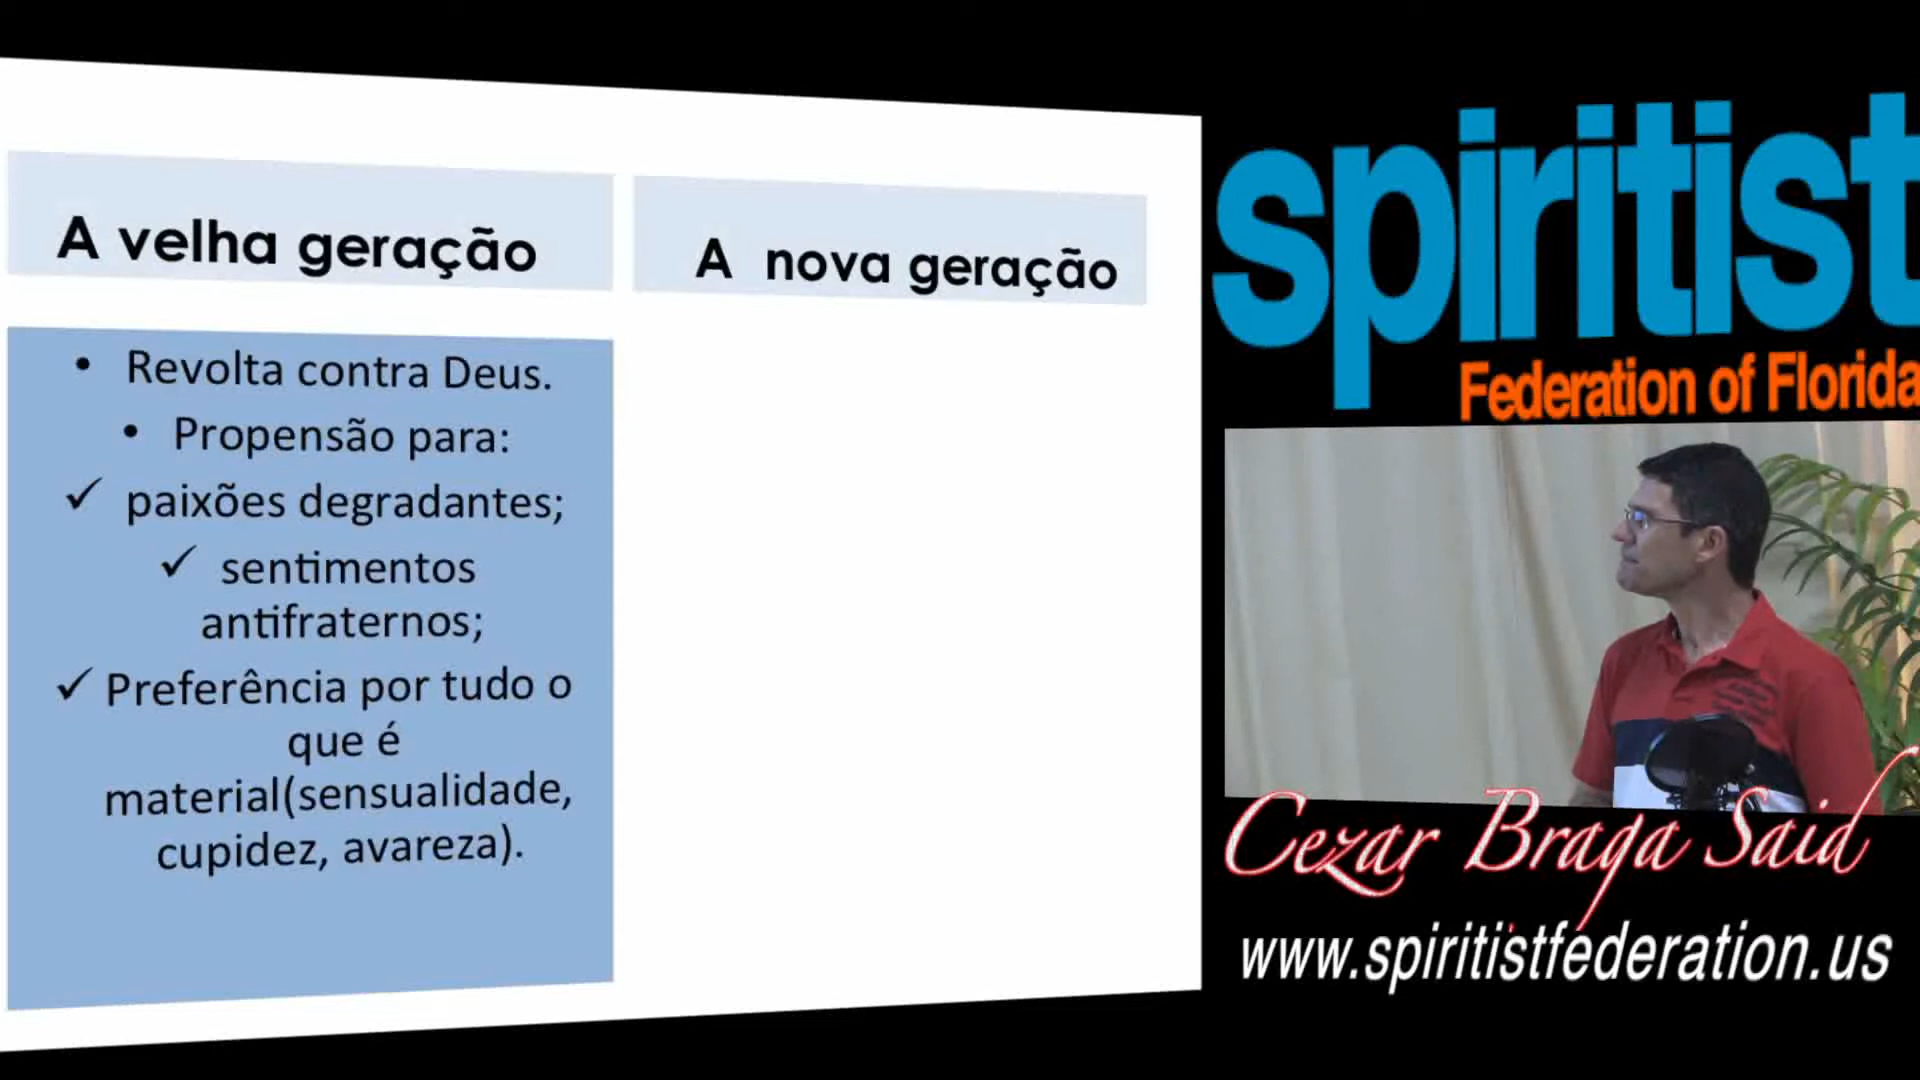 A velha geração
A nova geração
• Revolta contra Deus.
• Propensão para:
✓ paixões degradantes;
✓ sentimentos
antifraternos;
✓ Preferência por tudo o
que é
material(sensualidade,
cupidez, avareza).
spiritist
Federation of Florida
Cezar Braga Said
www.spiritistfederation.us